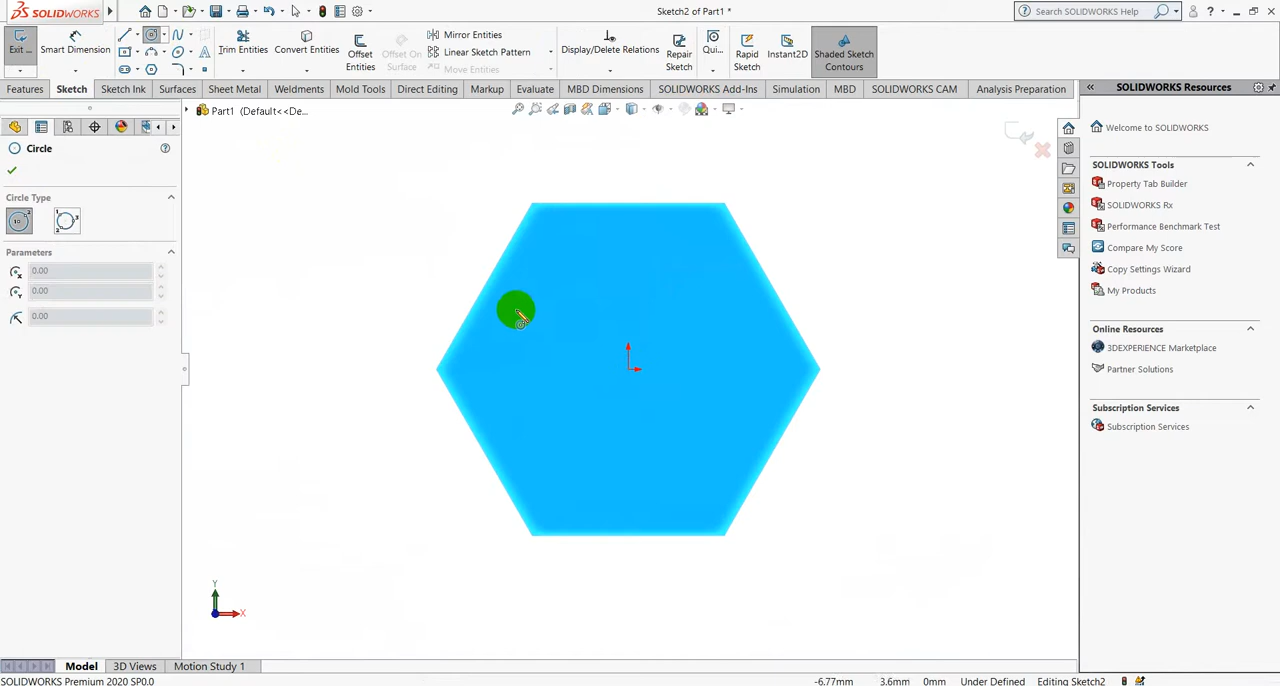 SOLIDWORKS
Sketch2 of Part1 *
Search SOLIDWORKS Help
Exit ...
Smart Dimension
Trim Entities
Convert Entities
Offset Entities
Offset On Surface
Mirror Entities
Linear Sketch Pattern
Move Entities
Display/Delete Relations
Repair Sketch
Qui...
Rapid Sketch
Instant2D
Shaded Sketch Contours
Features
Sketch
Sketch Ink
Surfaces
Sheet Metal
Weldments
Mold Tools
Direct Editing
Markup
Evaluate
MBD Dimensions
SOLIDWORKS Add-Ins
Simulation
MBD
SOLIDWORKS CAM
Analysis Preparation
SOLIDWORKS Resources
Part1 (Default<<De...
Circle
Circle Type
Parameters
0.00
0.00
0.00
Welcome to SOLIDWORKS
SOLIDWORKS Tools
Property Tab Builder
SOLIDWORKS Rx
Performance Benchmark Test
Compare My Score
Copy Settings Wizard
My Products
Online Resources
3DEXPERIENCE Marketplace
Partner Solutions
Subscription Services
Subscription Services
Y
X
Model
3D Views
Motion Study 1
SOLIDWORKS Premium 2020 SP0.0
-6.77mm
3.6mm
0mm
Under Defined
Editing Sketch2